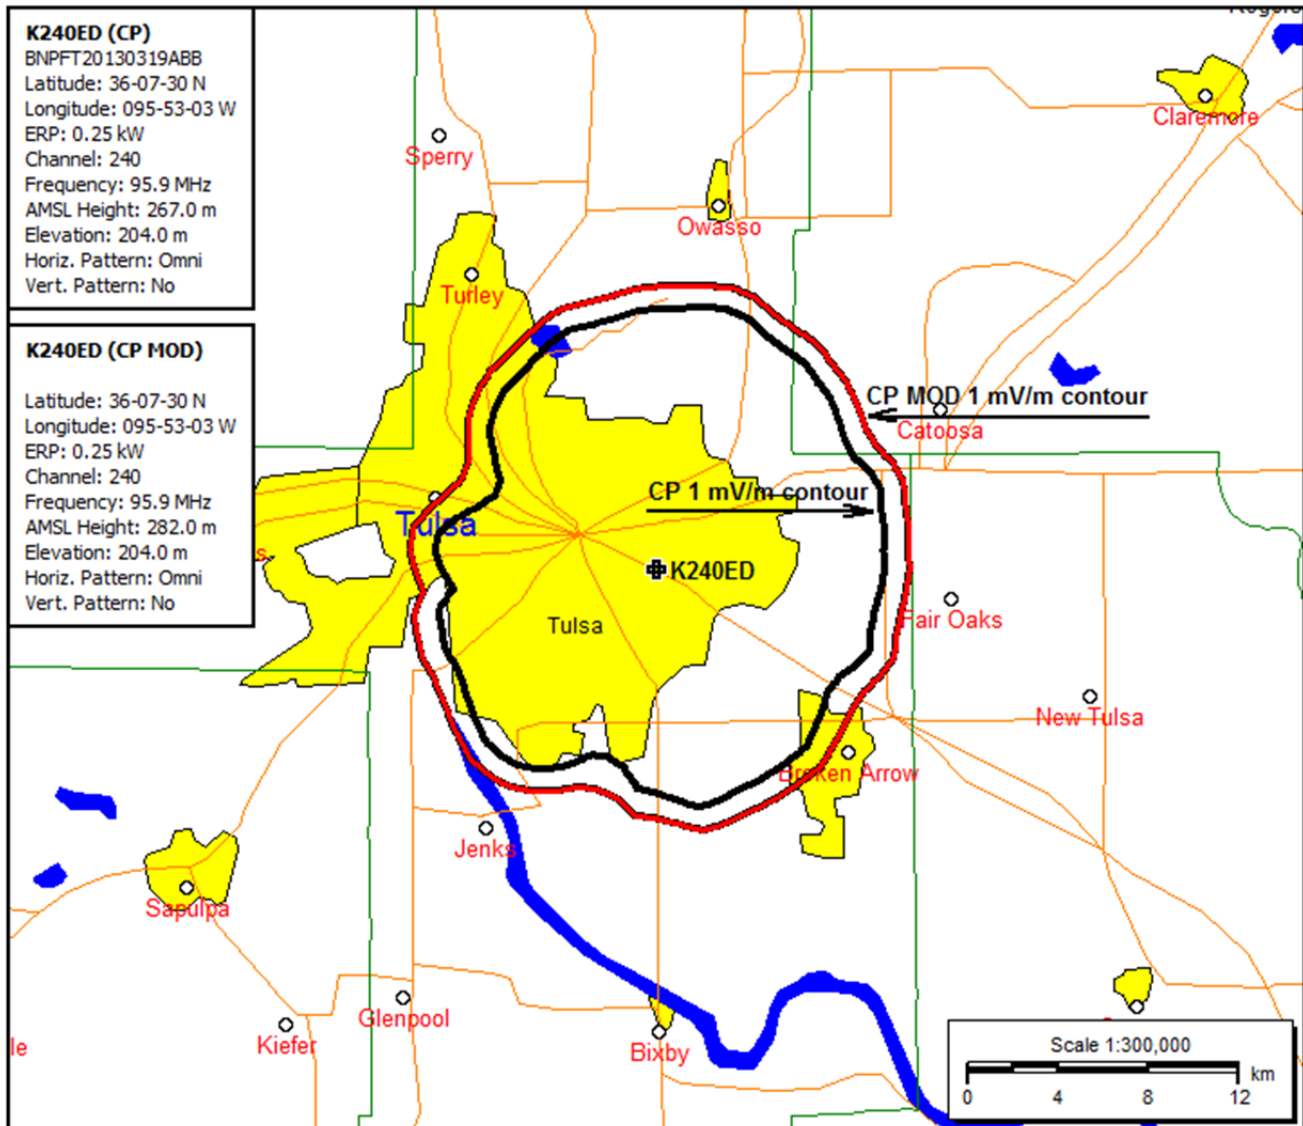 K240ED (CP)
BNPFT20130319ABB
Latitude: 36-07-30 N
Longitude: 095-53-03 W
ERP: 0.25 kW
Channel: 240
Frequency: 95.9 MHz
AMSL Height: 267.0 m
Elevation: 204.0 m
Horiz. Pattern: Omni
Vert. Pattern: No
K240ED (CP MOD)
Latitude: 36-07-30 N
Longitude: 095-53-03 W
ERP: 0.25 kW
Channel: 240
Frequency: 95.9 MHz
AMSL Height: 282.0 m
Elevation: 204.0 m
Horiz. Pattern: Omni
Vert. Pattern: No
Claremore
Sperry
Owasso
Turley
CP MOD 1 mV/m contour
Catoosa
CP 1 mV/m contour
Tulsa
s
K240ED
Tulsa
Fair Oaks
New Tulsa
Broken Arrow
Jenks
Sapulpa
Glenpool
Kiefer
Bixby
le
Scale 1:300,000
km
0 4 8 12